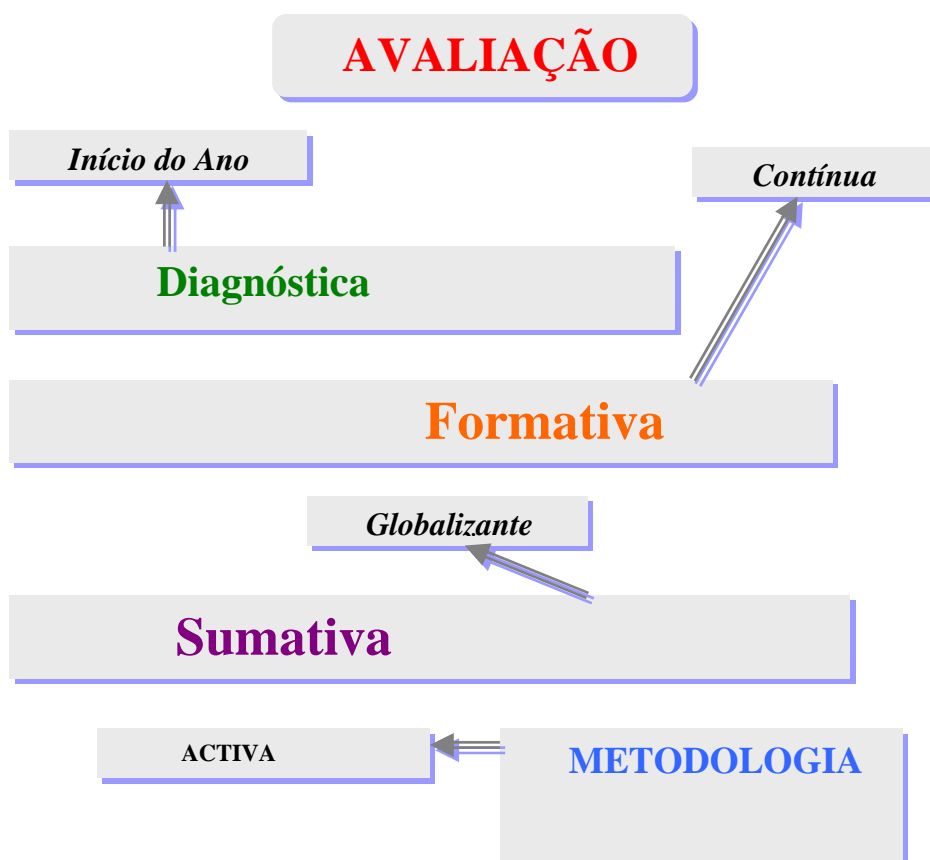 AVALIAÇÃO
Início do Ano
Contínua
Diagnóstica
Formativa
Globalizante
Sumativa
ACTIVA
METODOLOGIA